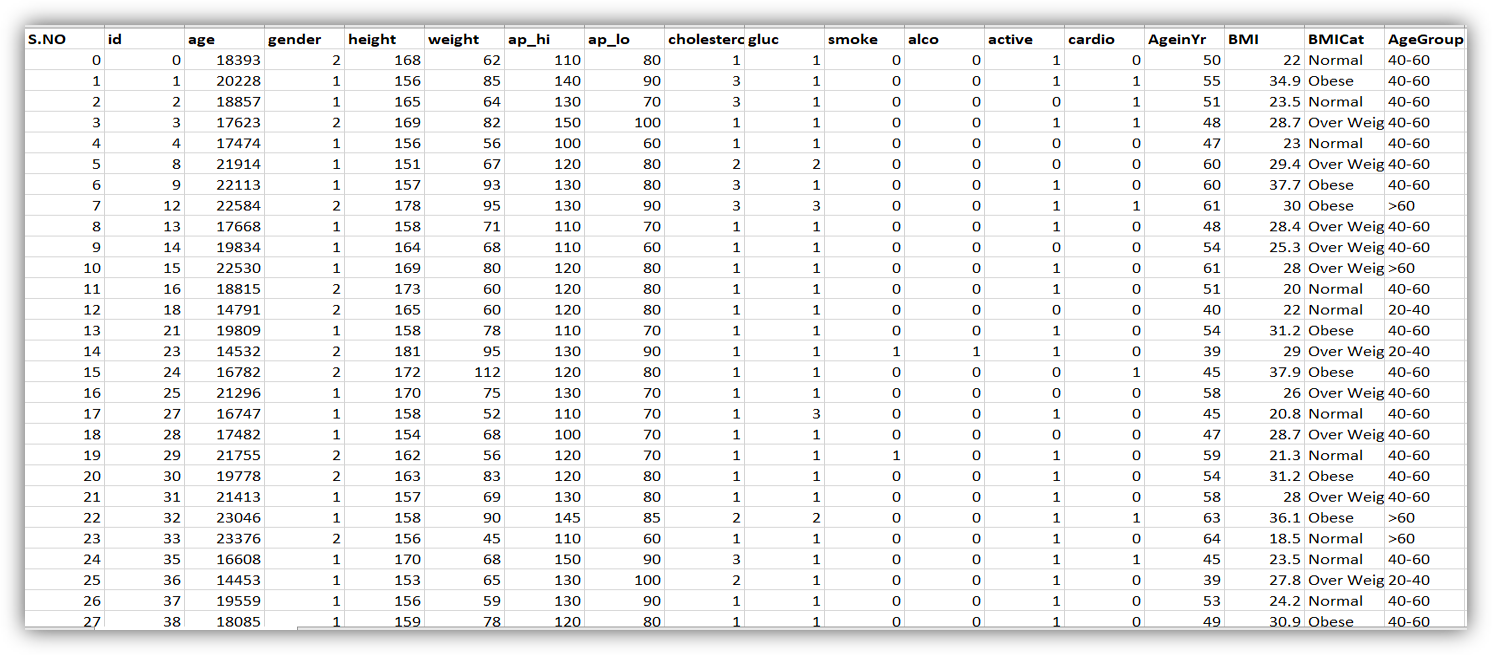 S.NO id age gender height weight ap_hi ap_lo cholesterc gluc smoke alco active cardio AgeinYr BMI BMICat AgeGroup
0 0 18393 2 168 62 110 80 1 1 0 0 1 0 50 22 Normal 40-60
1 1 20228 1 156 85 140 90 3 1 0 0 1 1 55 34.9 Obese 40-60
2 2 18857 1 165 64 130 70 3 1 0 0 0 1 51 23.5 Normal 40-60
3 3 17623 2 169 82 150 100 1 1 0 0 1 1 48 28.7 Over Weig 40-60
4 4 17474 1 156 56 100 60 1 1 0 0 0 0 47 23 Normal 40-60
5 8 21914 1 151 67 120 80 2 2 0 0 0 0 60 29.4 Over Weig 40-60
6 9 22113 1 157 93 130 80 3 1 0 0 1 0 60 37.7 Obese 40-60
7 12 22584 2 178 95 130 90 3 3 0 0 1 1 61 30 Obese >60
8 13 17668 1 158 71 110 70 1 1 0 0 1 0 48 28.4 Over Weig 40-60
9 14 19834 1 164 68 110 60 1 1 0 0 0 0 54 25.3 Over Weig 40-60
10 15 22530 1 169 80 120 80 1 1 0 0 1 0 61 28 Over Weig >60
11 16 18815 2 173 60 120 80 1 1 0 0 1 0 51 20 Normal 40-60
12 18 14791 2 165 60 120 80 1 1 0 0 0 0 40 22 Normal 20-40
13 21 19809 1 158 78 110 70 1 1 0 0 1 0 54 31.2 Obese 40-60
14 23 14532 2 181 95 130 90 1 1 1 1 1 0 39 29 Over Weig 20-40
15 24 16782 2 172 112 120 80 1 1 0 0 0 1 45 37.9 Obese 40-60
16 25 21296 1 170 75 130 70 1 1 0 0 0 0 58 26 Over Weig 40-60
17 27 16747 1 158 52 110 70 1 3 0 0 1 0 45 20.8 Normal 40-60
18 28 17482 1 154 68 100 70 1 1 0 0 0 0 47 28.7 Over Weig 40-60
19 29 21755 2 162 56 120 70 1 1 1 0 1 0 59 21.3 Normal 40-60
20 30 19778 2 163 83 120 80 1 1 0 0 1 0 54 31.2 Obese 40-60
21 31 21413 1 157 69 130 80 1 1 0 0 1 0 58 28 Over Weig 40-60
22 32 23046 1 158 90 145 85 2 2 0 0 1 1 63 36.1 Obese >60
23 33 23376 2 156 45 110 60 1 1 0 0 1 0 64 18.5 Normal >60
24 35 16608 1 170 68 150 90 3 1 0 0 1 1 45 23.5 Normal 40-60
25 36 14453 1 153 65 130 100 2 1 0 0 1 0 39 27.8 Over Weig 20-40
26 37 19559 1 156 59 130 90 1 1 0 0 1 0 53 24.2 Normal 40-60
27 38 18085 1 159 78 120 80 1 1 0 0 1 0 49 30.9 Obese 40-60